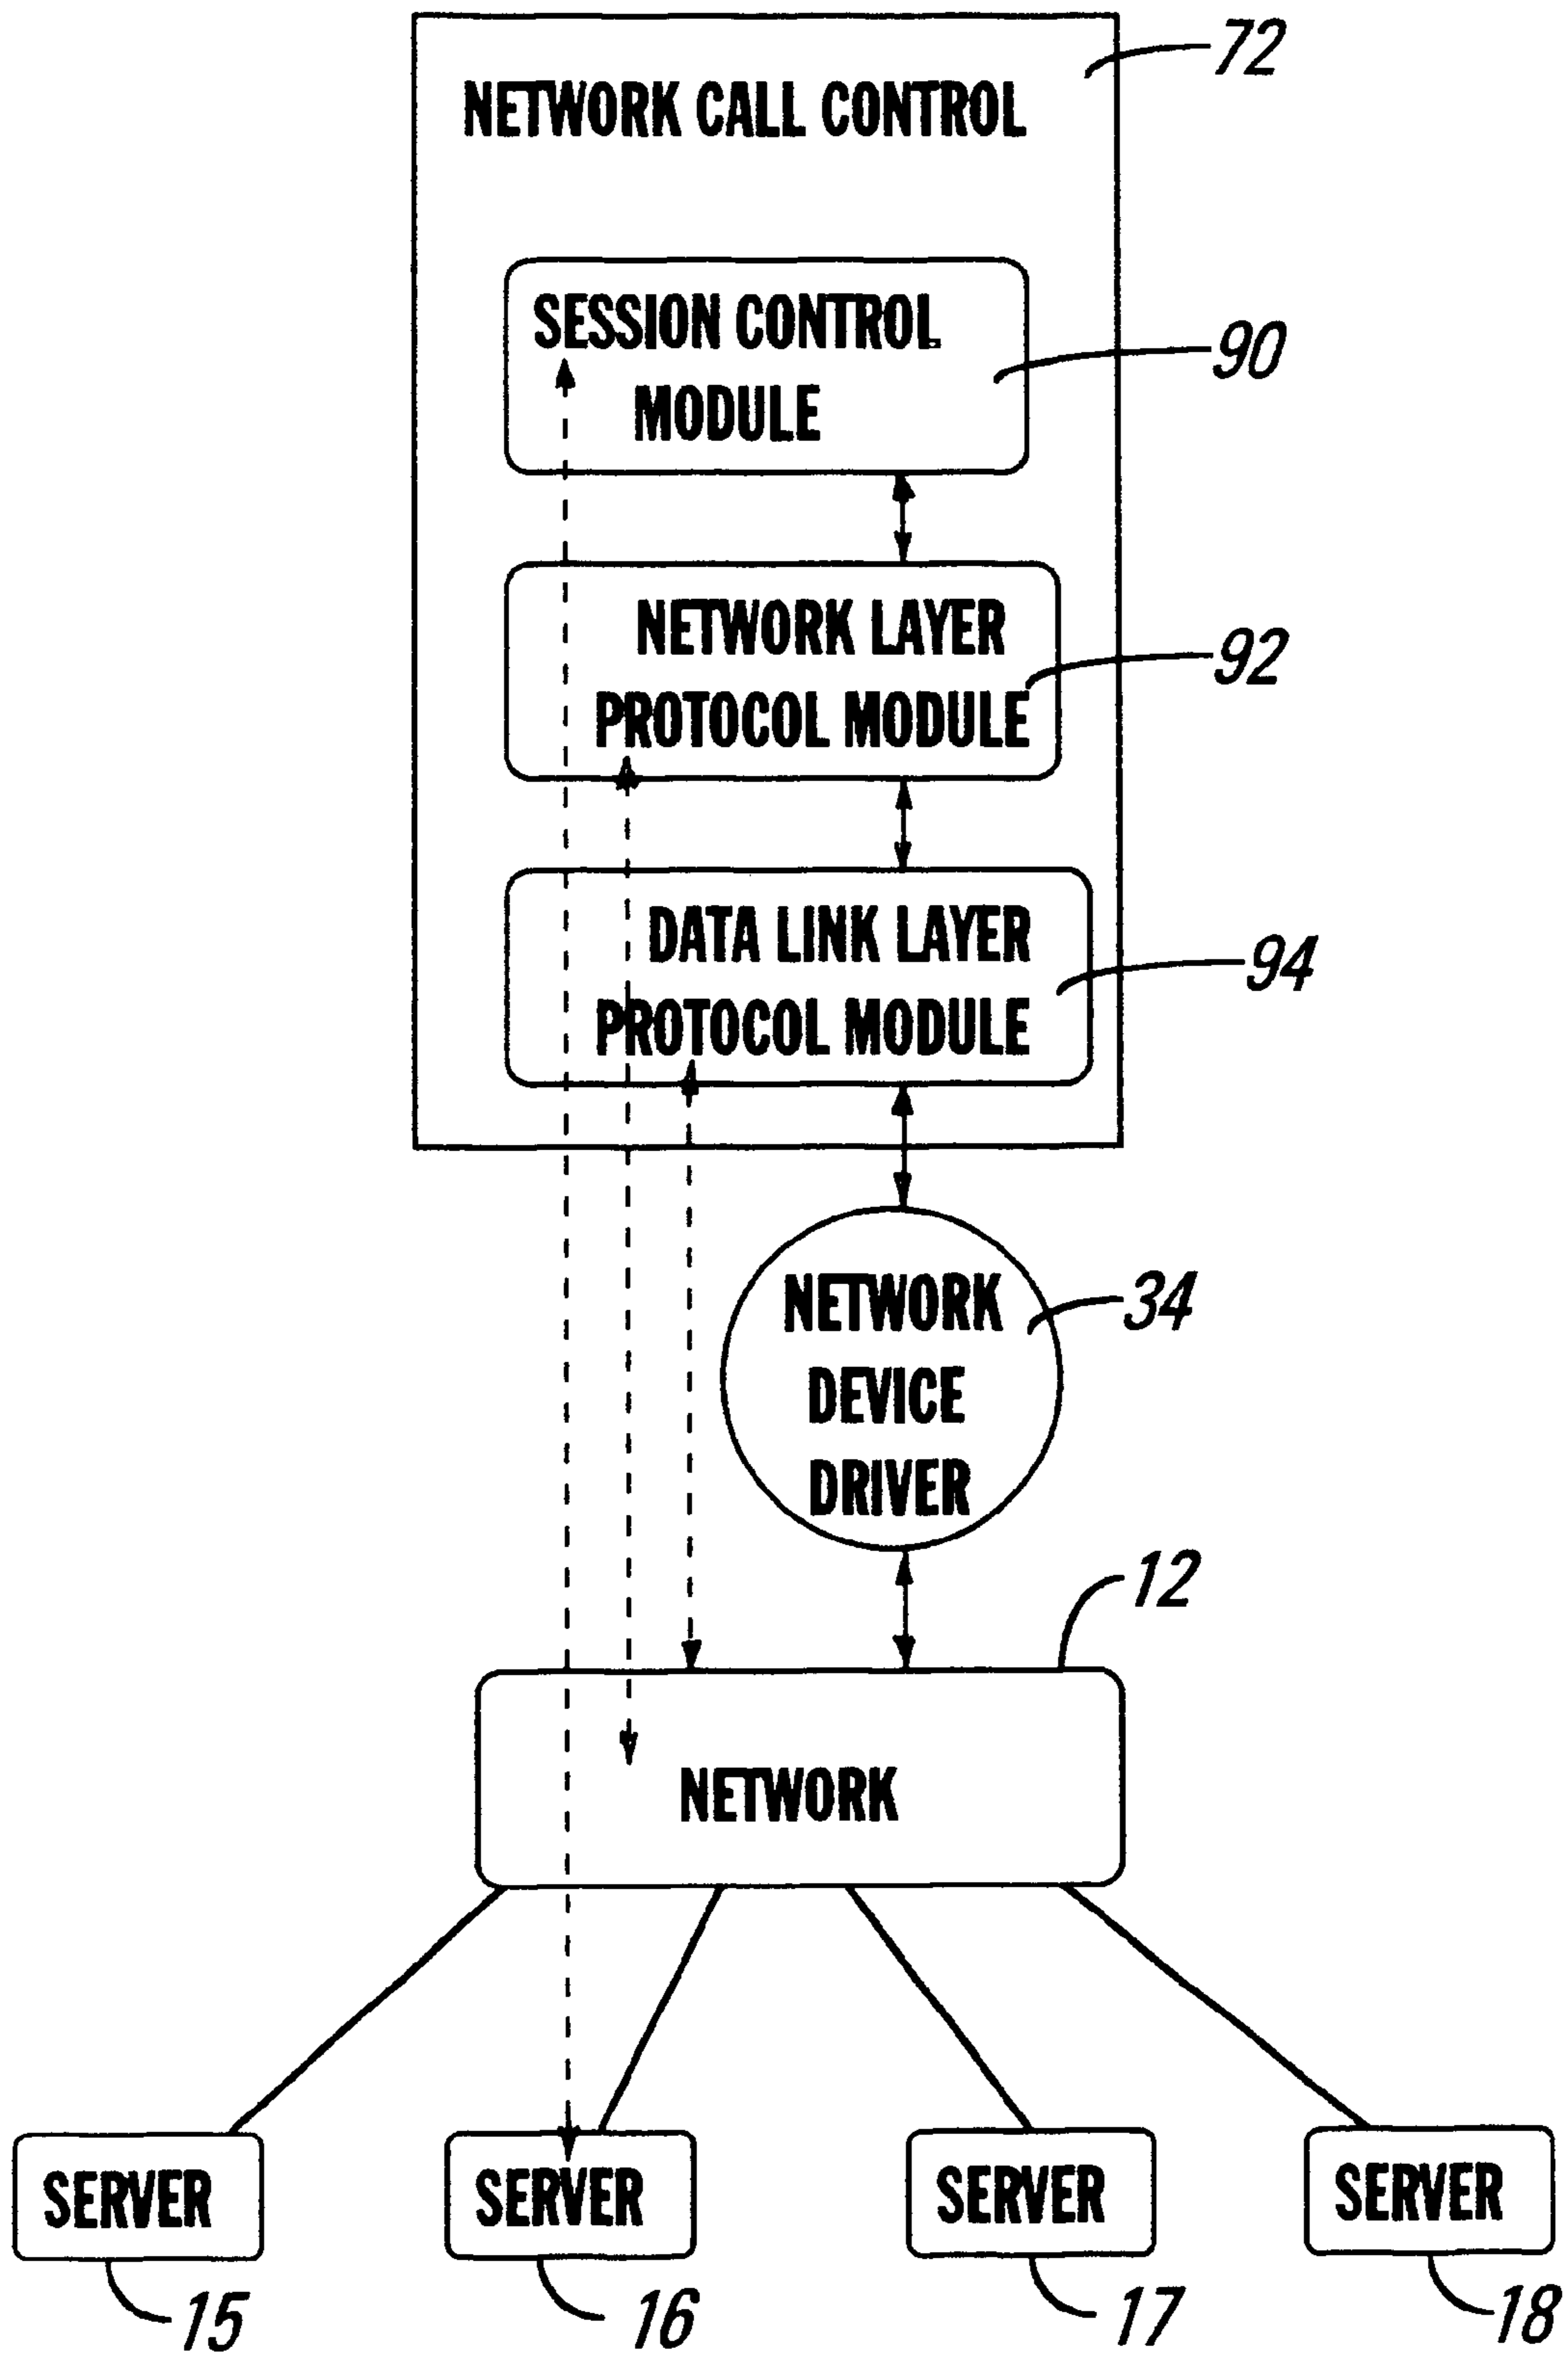 72
NETWORK CALL CONTROL
SESSION CONTROL
MODULE
90
NETWORK LAYER
PROTOCOL MODULE
92
DATA LINK LAYER
PROTOCOL MODULE
94
NETWORK
DEVICE
DRIVER
34
12
NETWORK
SERVER
SERVER
SERVER
SERVER
15
16
17
18